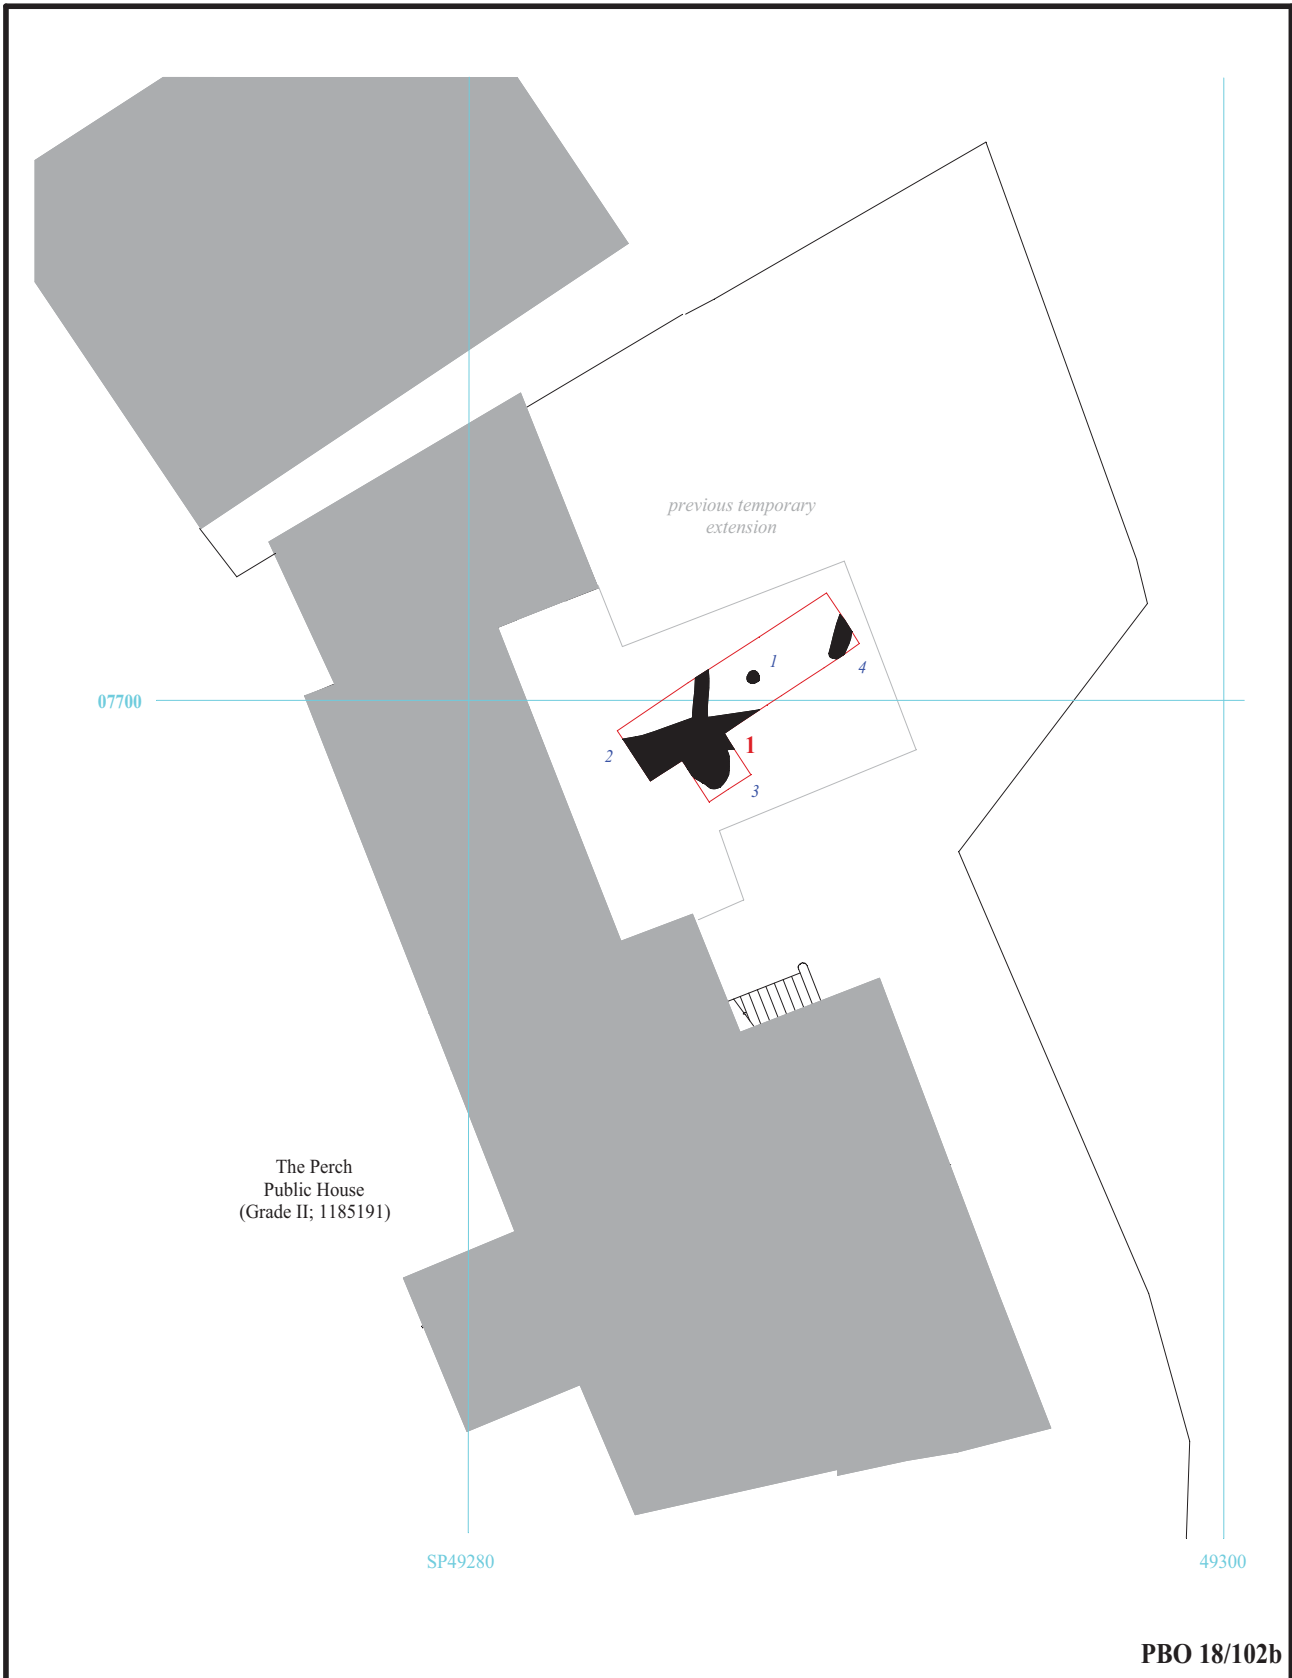 previous temporary
extension
1
4
07700
2
1
3
The Perch
Public House
(Grade II; 1185191)
SP49280
49300
PBO 18/102b